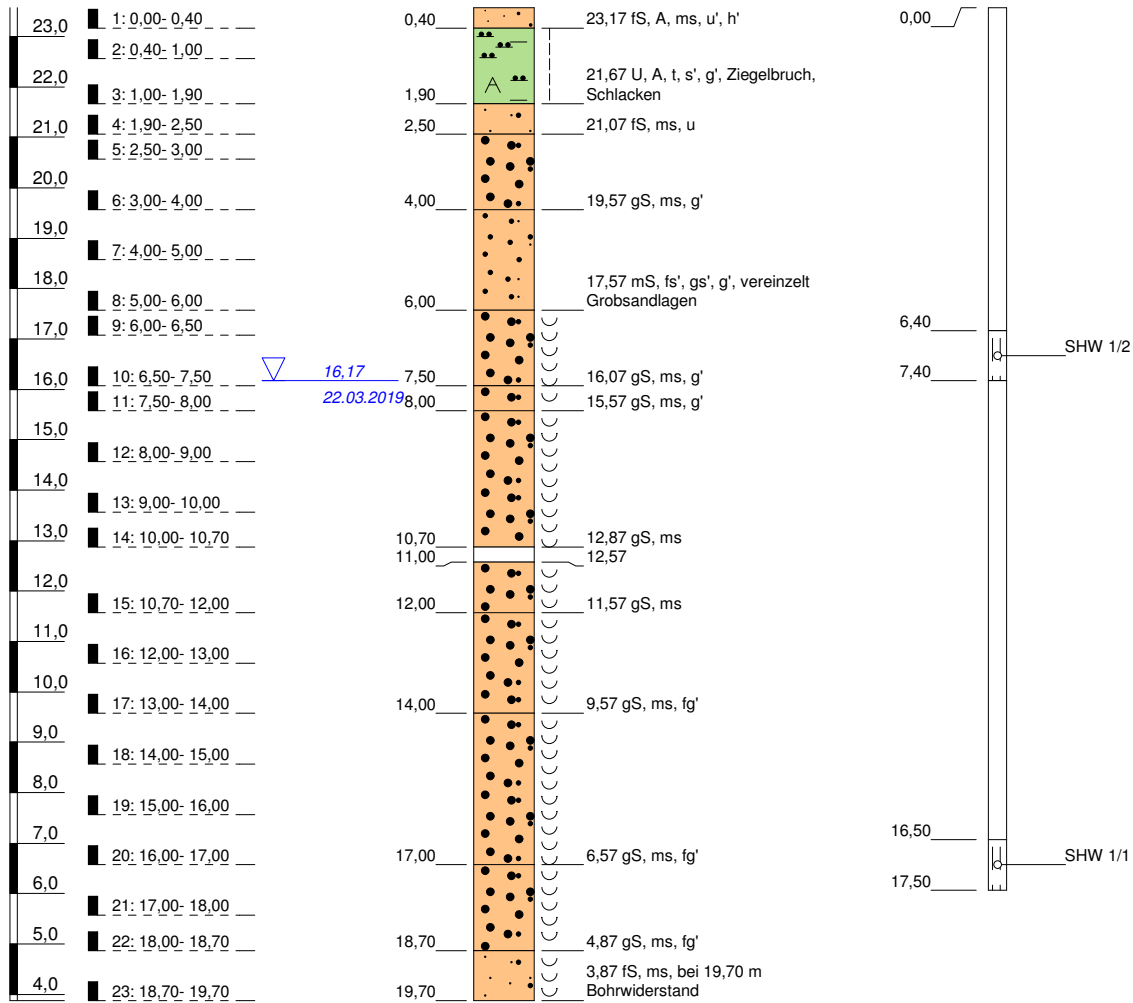 23,0
22,0
21,0
20,0
19,0
18,0
17,0
16,0
15,0
14,0
13,0
12,0
11,0
10,0
9,0
8,0
7,0
6,0
5,0
4,0
1: 0,00- 0,40
2: 0,40- 1,00
3: 1,00- 1,90
4: 1,90- 2,50
5: 2,50- 3,00
6: 3,00- 4,00
7: 4,00- 5,00
8: 5,00- 6,00
9: 6,00- 6,50
10: 6,50- 7,50
11: 7,50- 8,00
12: 8,00- 9,00
13: 9,00- 10,00
14: 10,00- 10,70
15: 10,70- 12,00
16: 12,00- 13,00
17: 13,00- 14,00
18: 14,00- 15,00
19: 15,00- 16,00
20: 16,00- 17,00
21: 17,00- 18,00
22: 18,00- 18,70
23: 18,70- 19,70
16,17
22.03.2019
0,40
1,90
2,50
4,00
6,00
7,50
8,00
10,70
11,00
12,00
14,00
17,00
18,70
19,70
A
23,17 fS, A, ms, u', h'
21,67 U, A, t, s', g', Ziegelbruch,
Schlacken
21,07 fS, ms, u
19,57 gS, ms, g'
17,57 mS, fs', gs', g', vereinzelt
Grobsandlagen
16,07 gS, ms, g'
15,57 gS, ms, g'
12,87 gS, ms
12,57
11,57 gS, ms
9,57 gS, ms, fg'
6,57 gS, ms, fg'
4,87 gS, ms, fg'
3,87 fS, ms, bei 19,70 m
Bohrwiderstand
0,00
6,40
7,40
16,50
17,50
SHW 1/2
SHW 1/1